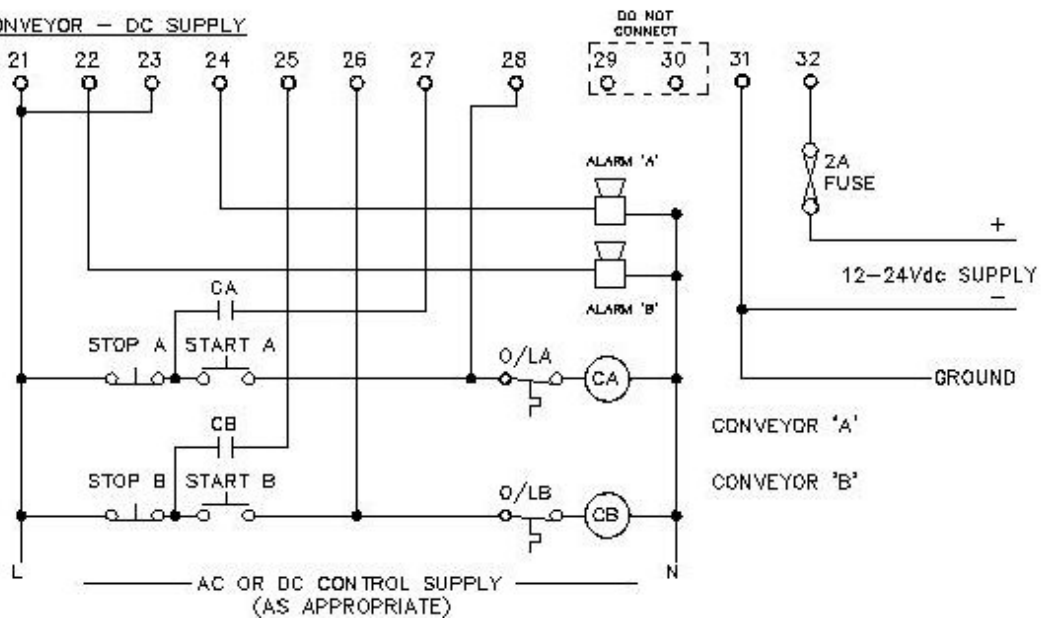 ONVEYOR – DC SUPPLY
DO NOT
CONNECT
21 22 23 24 25 26 27 28 29 30 31 32
ALARM 'A'
2A
FUSE
+
12–24Vdc SUPPLY
–
ALARM 'B'
CA
STOP A START A O/LA CA
GROUND
CONVEYOR 'A'
CB
STOP B START B O/LB CB
CONVEYOR 'B'
L N
AC OR DC CONTROL SUPPLY
(AS APPROPRIATE)